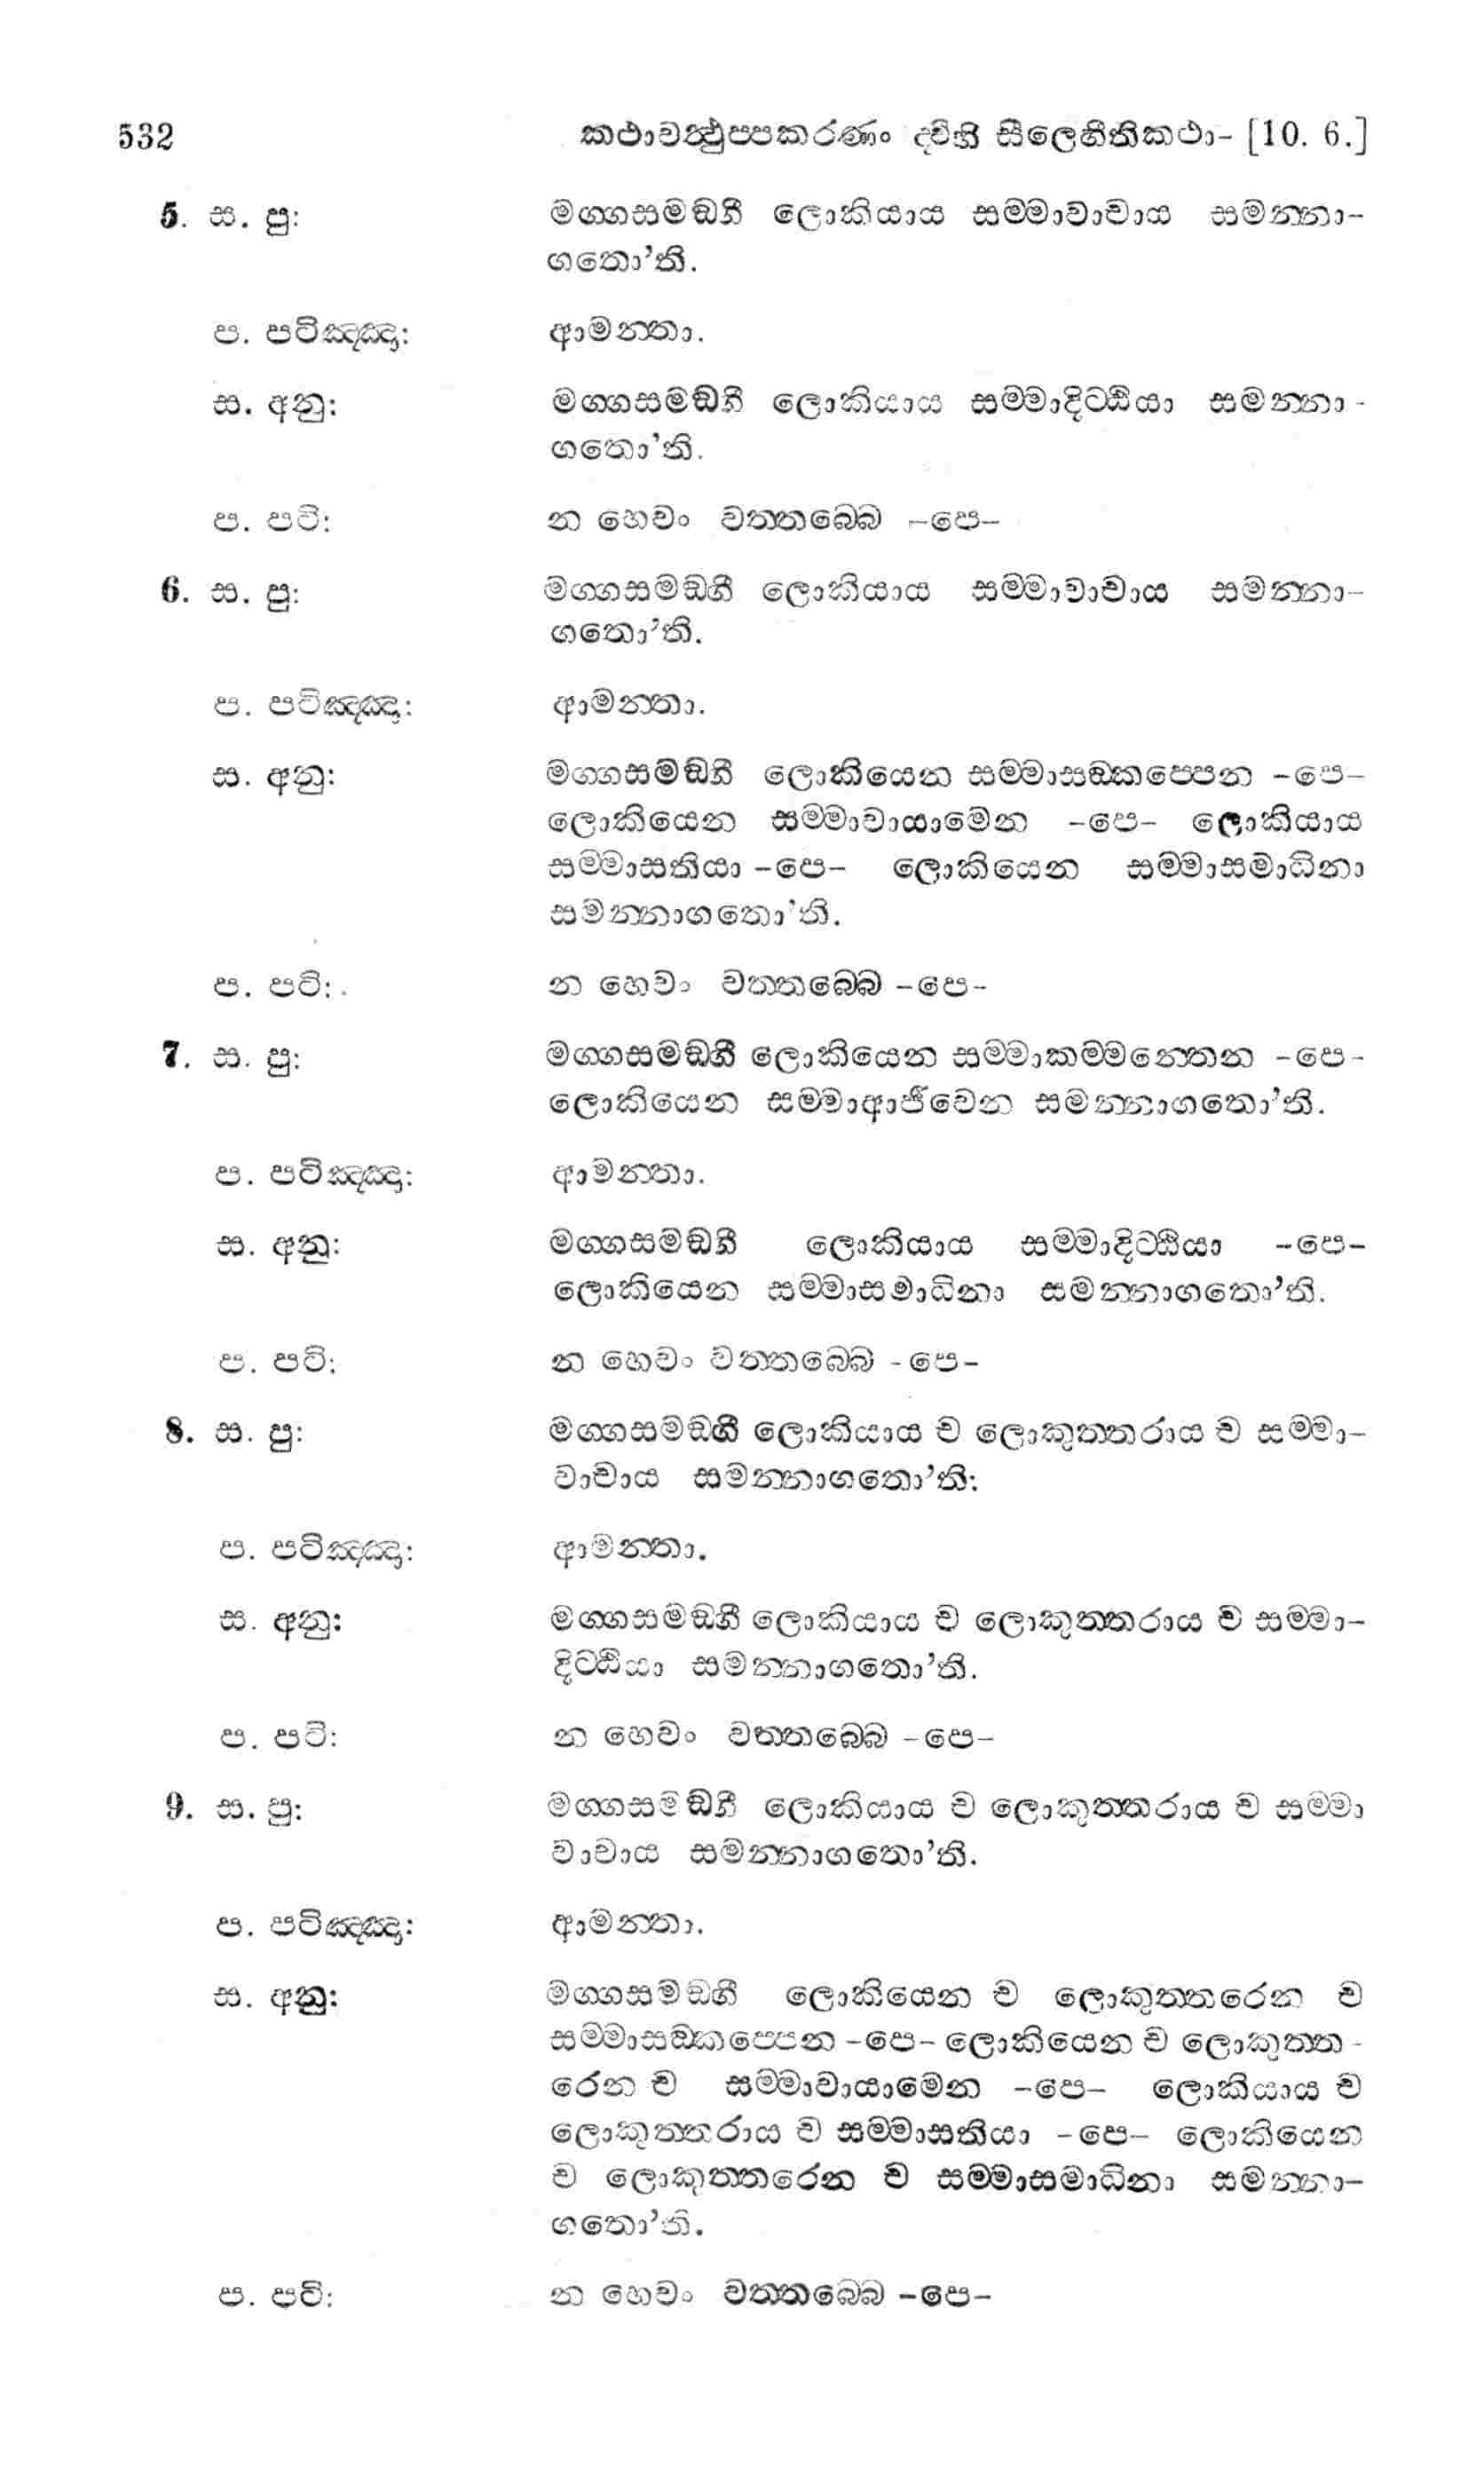 532 කථාවත්‍ථුප්පකරණං ද්වීහි සීලෙහීතිකථා- [10. 6.]
5. ස. පු: මග්ගසමඞ්ගී ලොකියාය සම්මාවාචාය සමන්නා-
ගතො’ති.
ප. පටිඤ්ඤා: ආමන්තා.
ස. අනු: මග්ගසමඞ්ගී ලොකියාය සම්මාදිට්ඨියා සමන්නා-
ගතො’ති.
ප. පටි: න හෙවං වත්තබ්බෙ -පෙ-
6. ස. පු: මග්ගසමඞ්ගී ලොකියාය සම්මාවාචාය සමන්නා-
ගතො’ති.
ප. පටිඤ්ඤා: ආමන්තා.
ස. අනු: මග්ගසමඞ්ගී ලොකියෙන සම්මාසඞ්කප්පෙන -පෙ-
ලොකියෙන සම්මාවායාමෙන -පෙ- ලොකියාය
සම්මාසතියා -පෙ- ලොකියෙන සම්මාසමාධිනා
සමන්නාගතො’ති.
ප. පටි: න හෙවං වත්තබ්බෙ -පෙ-
7. ස. පු: මග්ගසමඞ්ගී ලොකියෙන සම්මාකම්මන්තෙන -පෙ-
ලොකියෙන සම්මාආජීවෙන සමන්නාගතො’ති.
ප. පටිඤ්ඤා: ආමන්තා.
ස. අනු: මග්ගසමඞ්ගී ලොකියාය සම්මාදිට්ඨියා -පෙ-
ලොකියෙන සම්මාසමාධිනා සමන්නාගතො’ති.
ප. පටි: න හෙවං වත්තබ්බෙ -පෙ-
8. ස. පු: මග්ගසමඞ්ගී ලොකියාය ච ලොකුත්තරාය ච සම්මා-
වාචාය සමන්නාගතො’ති:
ප. පටිඤ්ඤා: ආමන්තා.
ස. අනු: මග්ගසමඞ්ගී ලොකියාය ච ලොකුත්තරාය ච සම්මා-
දිට්ඨියා සමන්නාගතො’ති.
ප. පටි: න හෙවං වත්තබ්බෙ -පෙ-
9. ස. පු: මග්ගසමඞ්ගී ලොකියාය ච ලොකුත්තරාය ච සම්මා
වාචාය සමන්නාගතො’ති.
ප. පටිඤ්ඤා: ආමන්තා.
ස. අනු: මග්ගසමඞ්ගී ලොකියෙන ච ලොකුත්තරෙන ච
සම්මාසඞ්කප්පෙන -පෙ- ලොකියෙන ච ලොකුත්ත-
රෙන ච සම්මාවායාමෙන -පෙ- ලොකියාය ච
ලොකුත්තරාය ච සම්මාසතියා -පෙ- ලොකියෙන
ච ලොකුත්තරෙන ච සම්මාසමාධිනා සමන්නා-
ගතො’ති.
ප. පටි: න හෙවං වත්තබ්බෙ -පෙ-